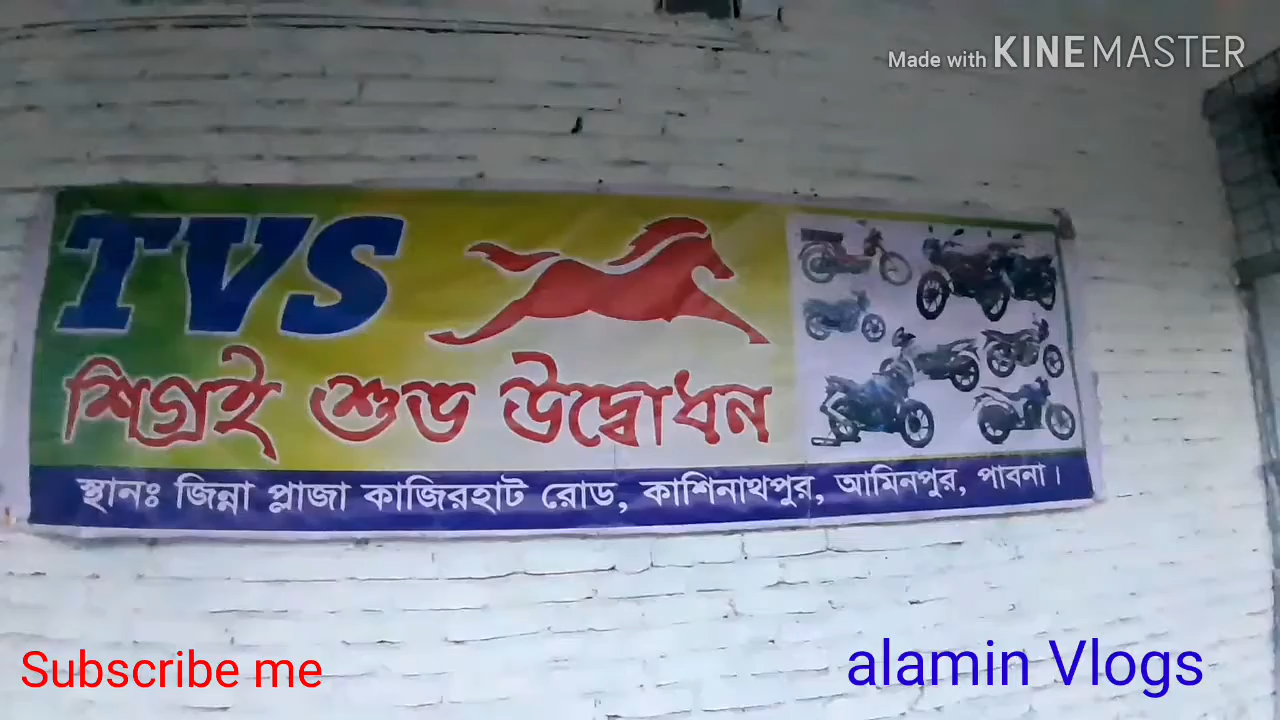 Made with KINEMASTER
TVS
শিগ্রই শুভ উদ্বোধন
স্থানঃ জিন্না প্লাজা কাজিরহাট রোড, কাশিনাথপুর, আমিনপুর, পাবনা।
Subscribe me
alamin Vlogs